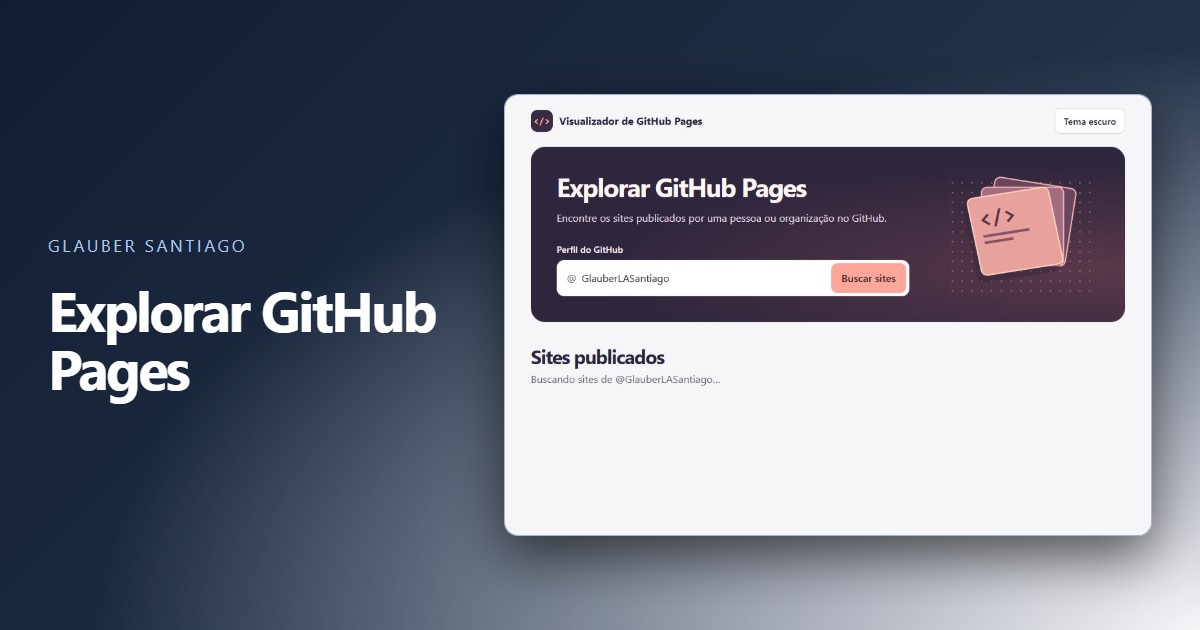 GLAUBER SANTIAGO
Explorar GitHub
Pages
</> Visualizador de GitHub Pages
Tema escuro
Explorar GitHub Pages
Encontre os sites publicados por uma pessoa ou organização no GitHub.
Perfil do GitHub
@ GlauberLASantiago
Buscar sites
</>
Sites publicados
Buscando sites de @GlauberLASantiago...